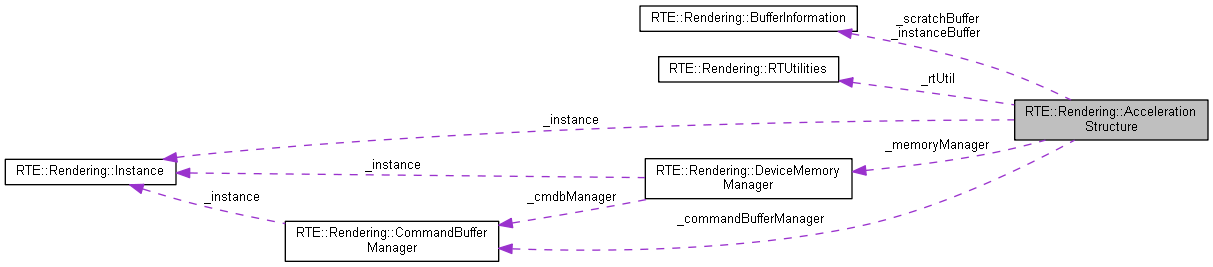 RTE::Rendering::BufferInformation
_scratchBuffer
_instanceBuffer
RTE::Rendering::RTUtilities
_rtUtil
RTE::Rendering::Acceleration
Structure
_instance
_memoryManager
RTE::Rendering::Instance
_instance
RTE::Rendering::DeviceMemory
Manager
_instance
_cmdbManager
_commandBufferManager
RTE::Rendering::CommandBuffer
Manager